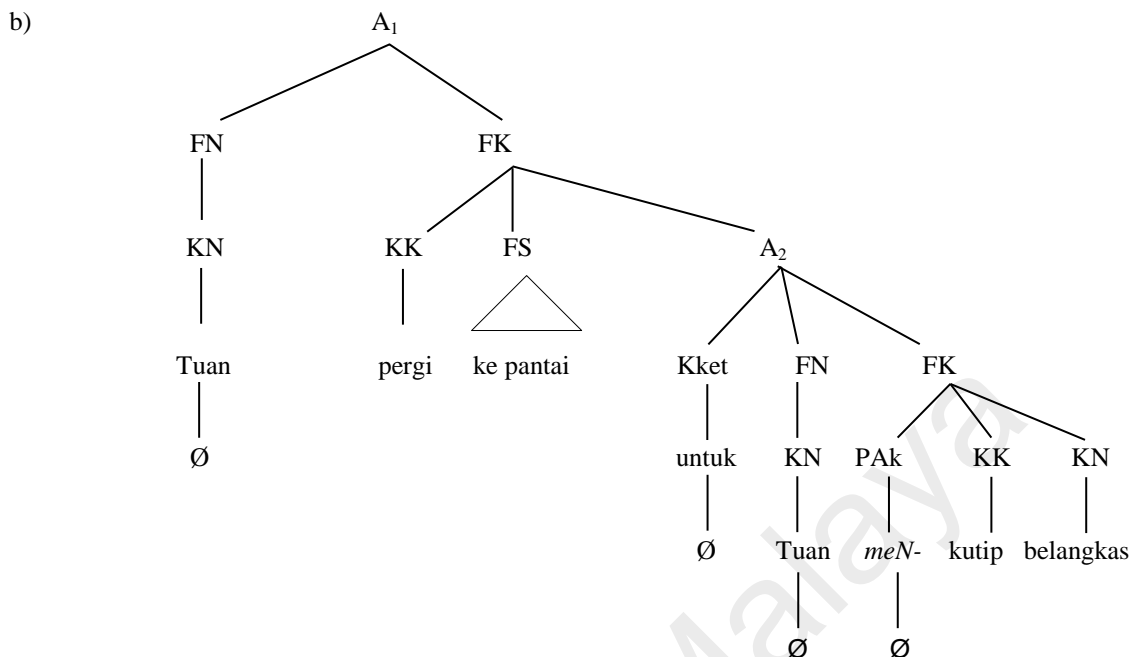 b) A₁
FN FK
KN KK FS A₂
Tuan pergi ke pantai Kket FN FK
Ø untuk KN PAk KK KN
Ø Tuan meN- kutip belangkas
Ø Ø
Malaya